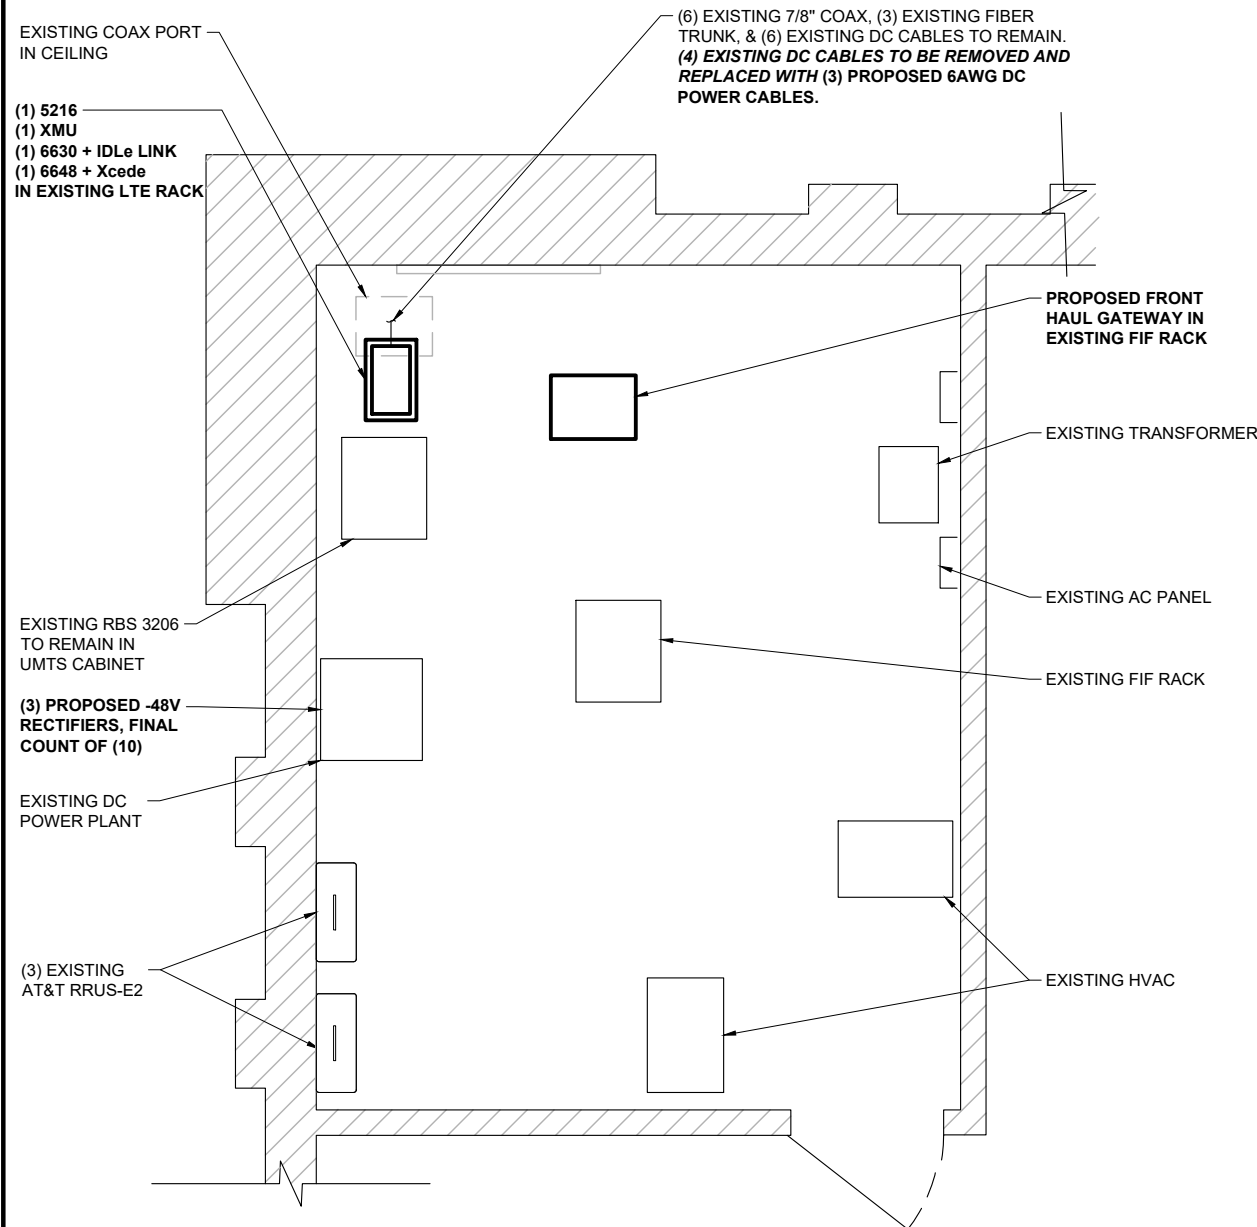 EXISTING COAX PORT
IN CEILING
(6) EXISTING 7/8" COAX, (3) EXISTING FIBER
TRUNK, & (6) EXISTING DC CABLES TO REMAIN.
(4) EXISTING DC CABLES TO BE REMOVED AND
REPLACED WITH (3) PROPOSED 6AWG DC
POWER CABLES.
(1) 5216
(1) XMU
(1) 6630 + IDLe LINK
(1) 6648 + Xcede
IN EXISTING LTE RACK
PROPOSED FRONT
HAUL GATEWAY IN
EXISTING FIF RACK
EXISTING TRANSFORMER
EXISTING AC PANEL
EXISTING RBS 3206
TO REMAIN IN
UMTS CABINET
EXISTING FIF RACK
(3) PROPOSED -48V
RECTIFIERS, FINAL
COUNT OF (10)
EXISTING DC
POWER PLANT
(3) EXISTING
AT&T RRUS-E2
EXISTING HVAC